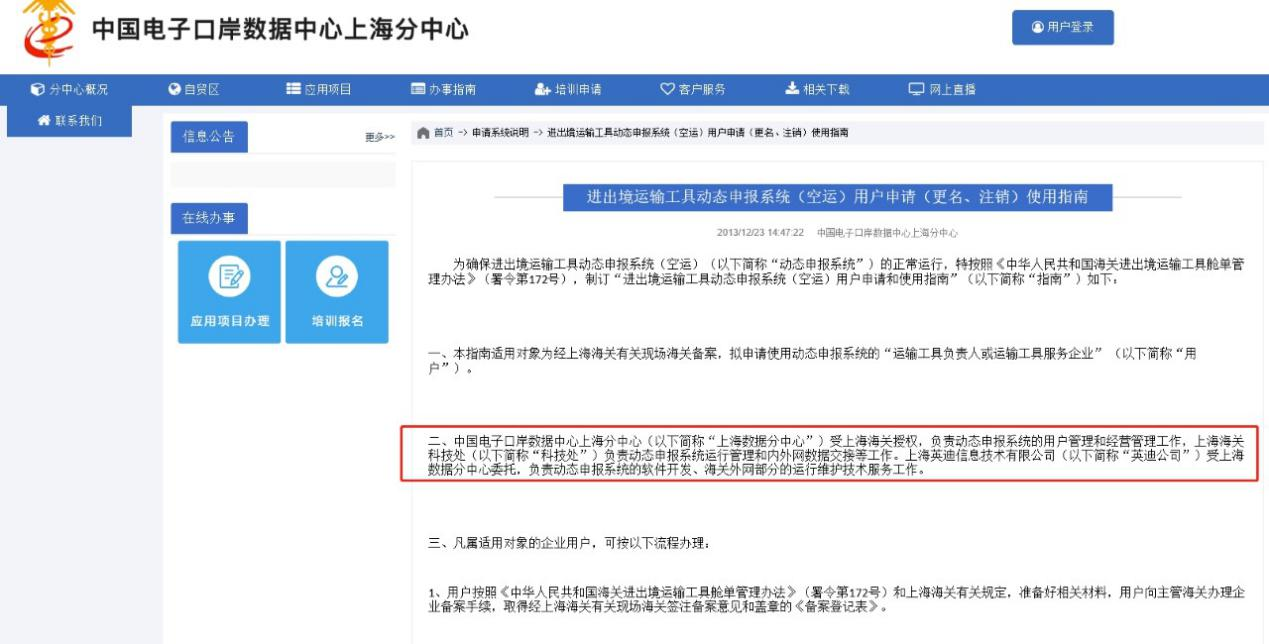 中国电子口岸数据中心上海分中心
用户登录
分中心概况
自贸区
应用项目
办事指南
培训申请
客户服务
相关下载
网上直播
联系我们
信息公告
更多>>
首页 -> 申请系统说明 -> 进出境运输工具动态申报系统（空运）用户申请（更名、注销）使用指南
在线办事
应用项目办理
培训报名
进出境运输工具动态申报系统（空运）用户申请（更名、注销）使用指南
2013/12/23 14:47:22 中国电子口岸数据中心上海分中心
为确保进出境运输工具动态申报系统（空运）（以下简称“动态申报系统”）的正常运行，特按照《中华人民共和国海关进出境运输工具舱单管
理办法》（署令第172号），制订“进出境运输工具动态申报系统（空运）用户申请和使用指南”（以下简称“指南”）如下：
一、本指南适用对象为经上海海关有关现场海关备案，拟申请使用动态申报系统的“运输工具负责人或运输工具服务企业”（以下简称“用
户”）。
二、中国电子口岸数据中心上海分中心（以下简称“上海数据分中心”）受上海海关授权，负责动态申报系统的用户管理和经营管理工作，上海海关
科技处（以下简称“科技处”）负责动态申报系统运行管理和内外网数据交接等工作。上海英迪信息技术有限公司（以下简称“英迪公司”）受上海
数据分中心委托，负责动态申报系统的软件开发、海关外网部分的运行维护技术服务工作。
三、凡属适用对象的企业用户，可按以下流程办理：
1、用户按照《中华人民共和国海关进出境运输工具舱单管理办法》（署令第172号）和上海海关有关规定，准备好相关材料，用户向主管海关办理企
业备案手续，取得经上海海关有关现场海关签注备案意见和盖章的《备案登记表》。